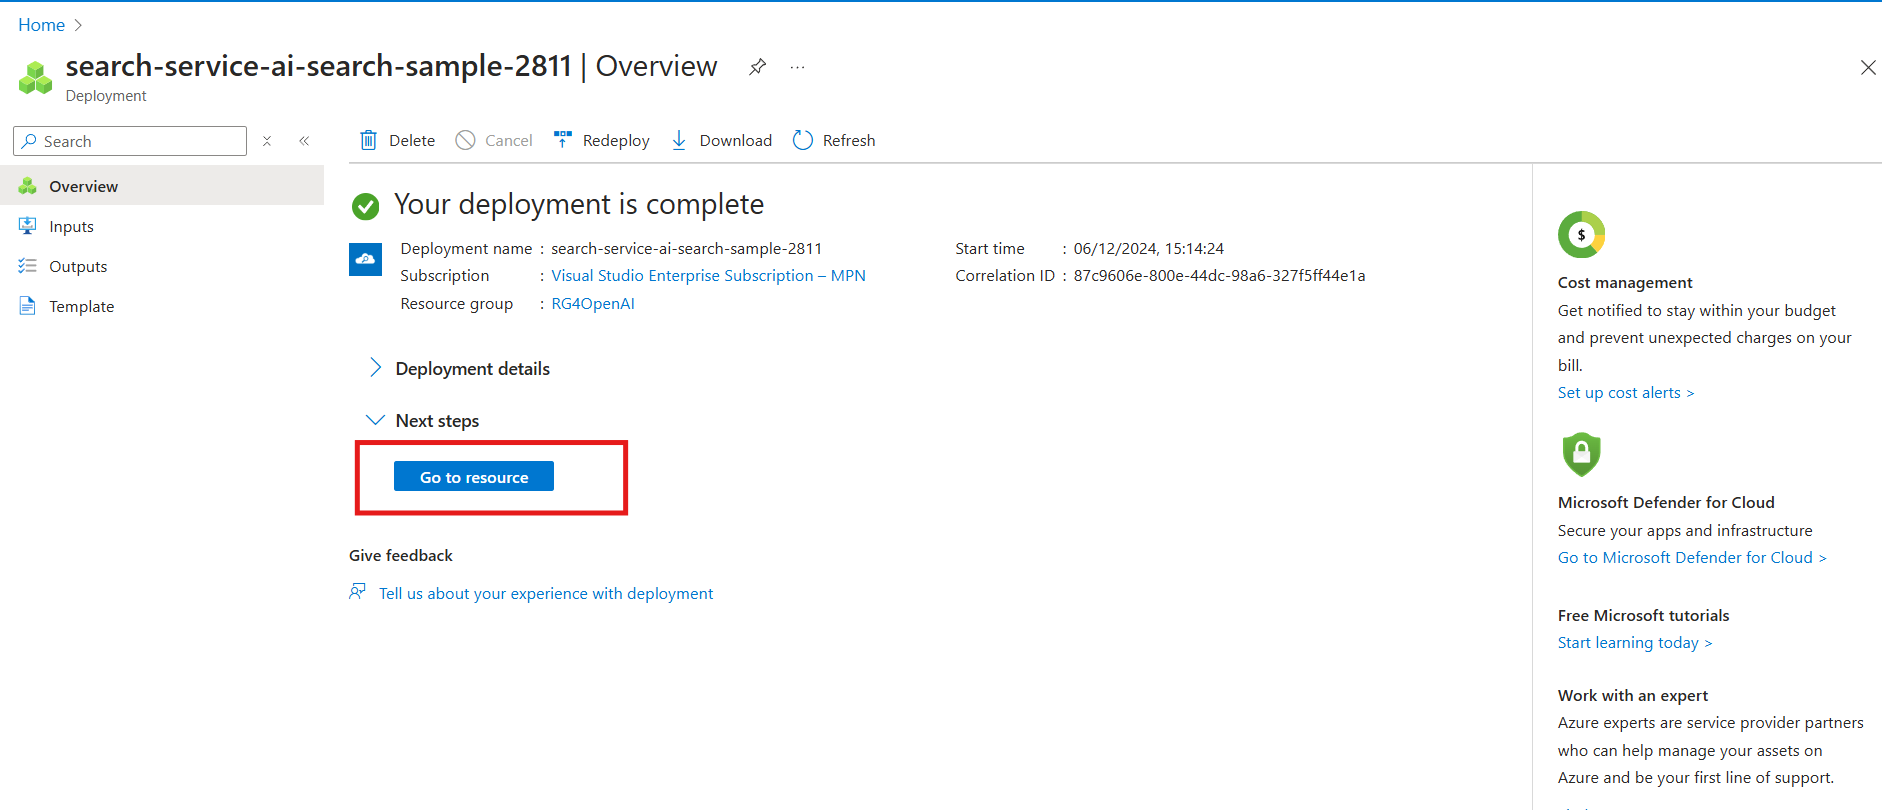 Home
search-service-ai-search-sample-2811 | Overview
Deployment
Search
Overview
Inputs
Outputs
Template
Delete
Cancel
Redeploy
Download
Refresh
Your deployment is complete
Deployment name : search-service-ai-search-sample-2811
Subscription : Visual Studio Enterprise Subscription – MPN
Resource group : RG4OpenAI
Start time : 06/12/2024, 15:14:24
Correlation ID : 87c9606e-800e-44dc-98a6-327f5ff44e1a
Deployment details
Next steps
Go to resource
Give feedback
Tell us about your experience with deployment
$
Cost management
Get notified to stay within your budget
and prevent unexpected charges on your
bill.
Set up cost alerts >
Microsoft Defender for Cloud
Secure your apps and infrastructure
Go to Microsoft Defender for Cloud >
Free Microsoft tutorials
Start learning today >
Work with an expert
Azure experts are service provider partners
who can help manage your assets on
Azure and be your first line of support.